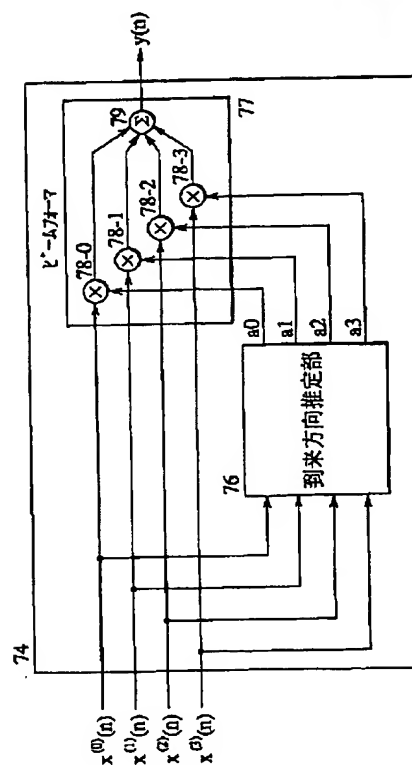 74
ビームフォーマ
77
78-0
78-1
78-2
78-3
79
Σ
y(n)
x⁽⁰⁾(n)
x⁽¹⁾(n)
x⁽²⁾(n)
x⁽³⁾(n)
76
到来方向推定部
a0
a1
a2
a3